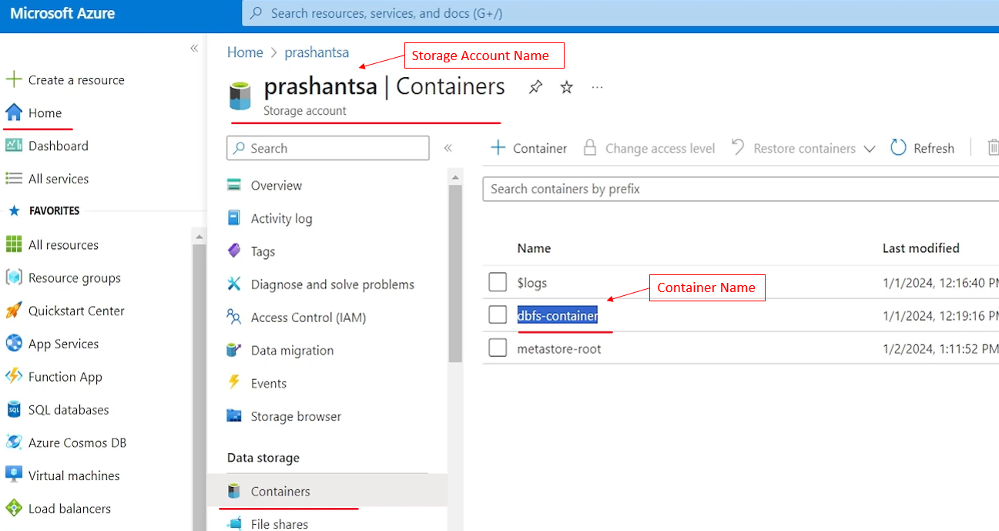 Microsoft Azure
Search resources, services, and docs (G+/)
Create a resource
Home
Dashboard
All services
FAVORITES
All resources
Resource groups
Quickstart Center
App Services
Function App
SQL databases
Azure Cosmos DB
Virtual machines
Load balancers
Home > prashantsa
Storage Account Name
prashantsa | Containers
Storage account
Search
Overview
Activity log
Tags
Diagnose and solve problems
Access Control (IAM)
Data migration
Events
Storage browser
Data storage
Containers
File shares
Container Change access level Restore containers Refresh
Search containers by prefix
Name Last modified
$logs 1/1/2024, 12:16:40 PM
Container Name
dbfs-container 1/1/2024, 12:19:16 PM
metastore-root 1/2/2024, 1:11:52 PM